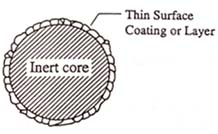 Thin Surface
Coating or Layer
Inert core